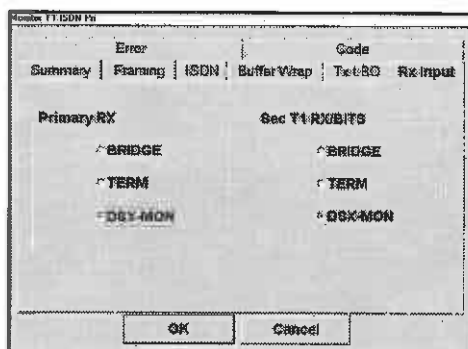 Monitor T1 ISDN Pri
Error Code
Summary Framing ISDN Buffer Wrap Tx LBO Rx Input
Primary RX Sec T1 RX/BITS
BRIDGE BRIDGE
TERM TERM
DSX-MON DSX-MON
OK Cancel